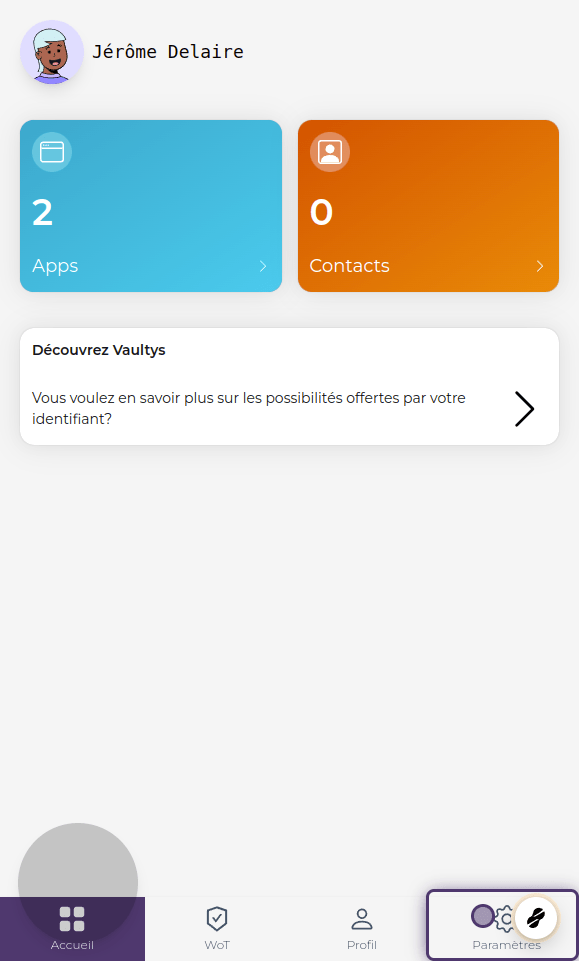 Jérôme Delaire
2
Apps
0
Contacts
Découvrez Vaultys
Vous voulez en savoir plus sur les possibilités offertes par votre
identifiant?
Accueil
WoT
Profil
Paramètres